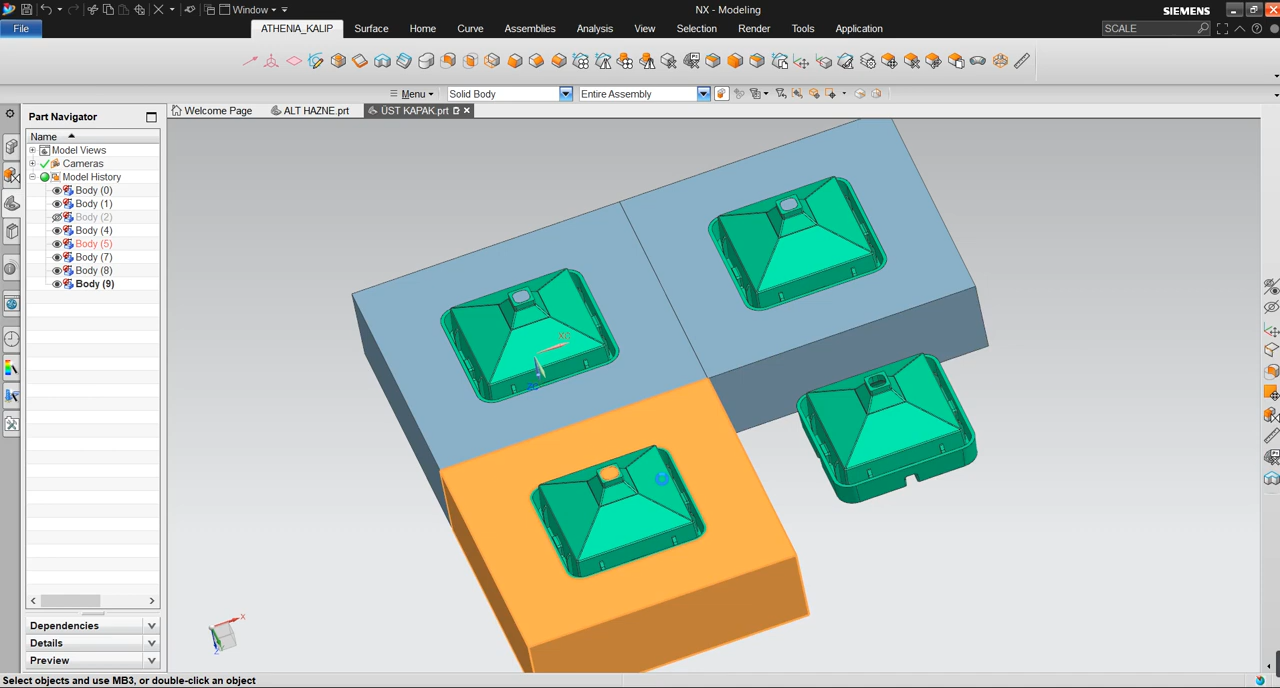 Window
NX - Modeling
SIEMENS
File
ATHENIA_KALIP
Surface
Home
Curve
Assemblies
Analysis
View
Selection
Render
Tools
Application
SCALE
Menu
Solid Body
Entire Assembly
Part Navigator
Welcome Page
ALT HAZNE.prt
ÜST KAPAK.prt
Name
Model Views
Cameras
Model History
Body (0)
Body (1)
Body (2)
Body (4)
Body (5)
Body (7)
Body (8)
Body (9)
Dependencies
Details
Preview
X
Select objects and use MB3, or double-click an object